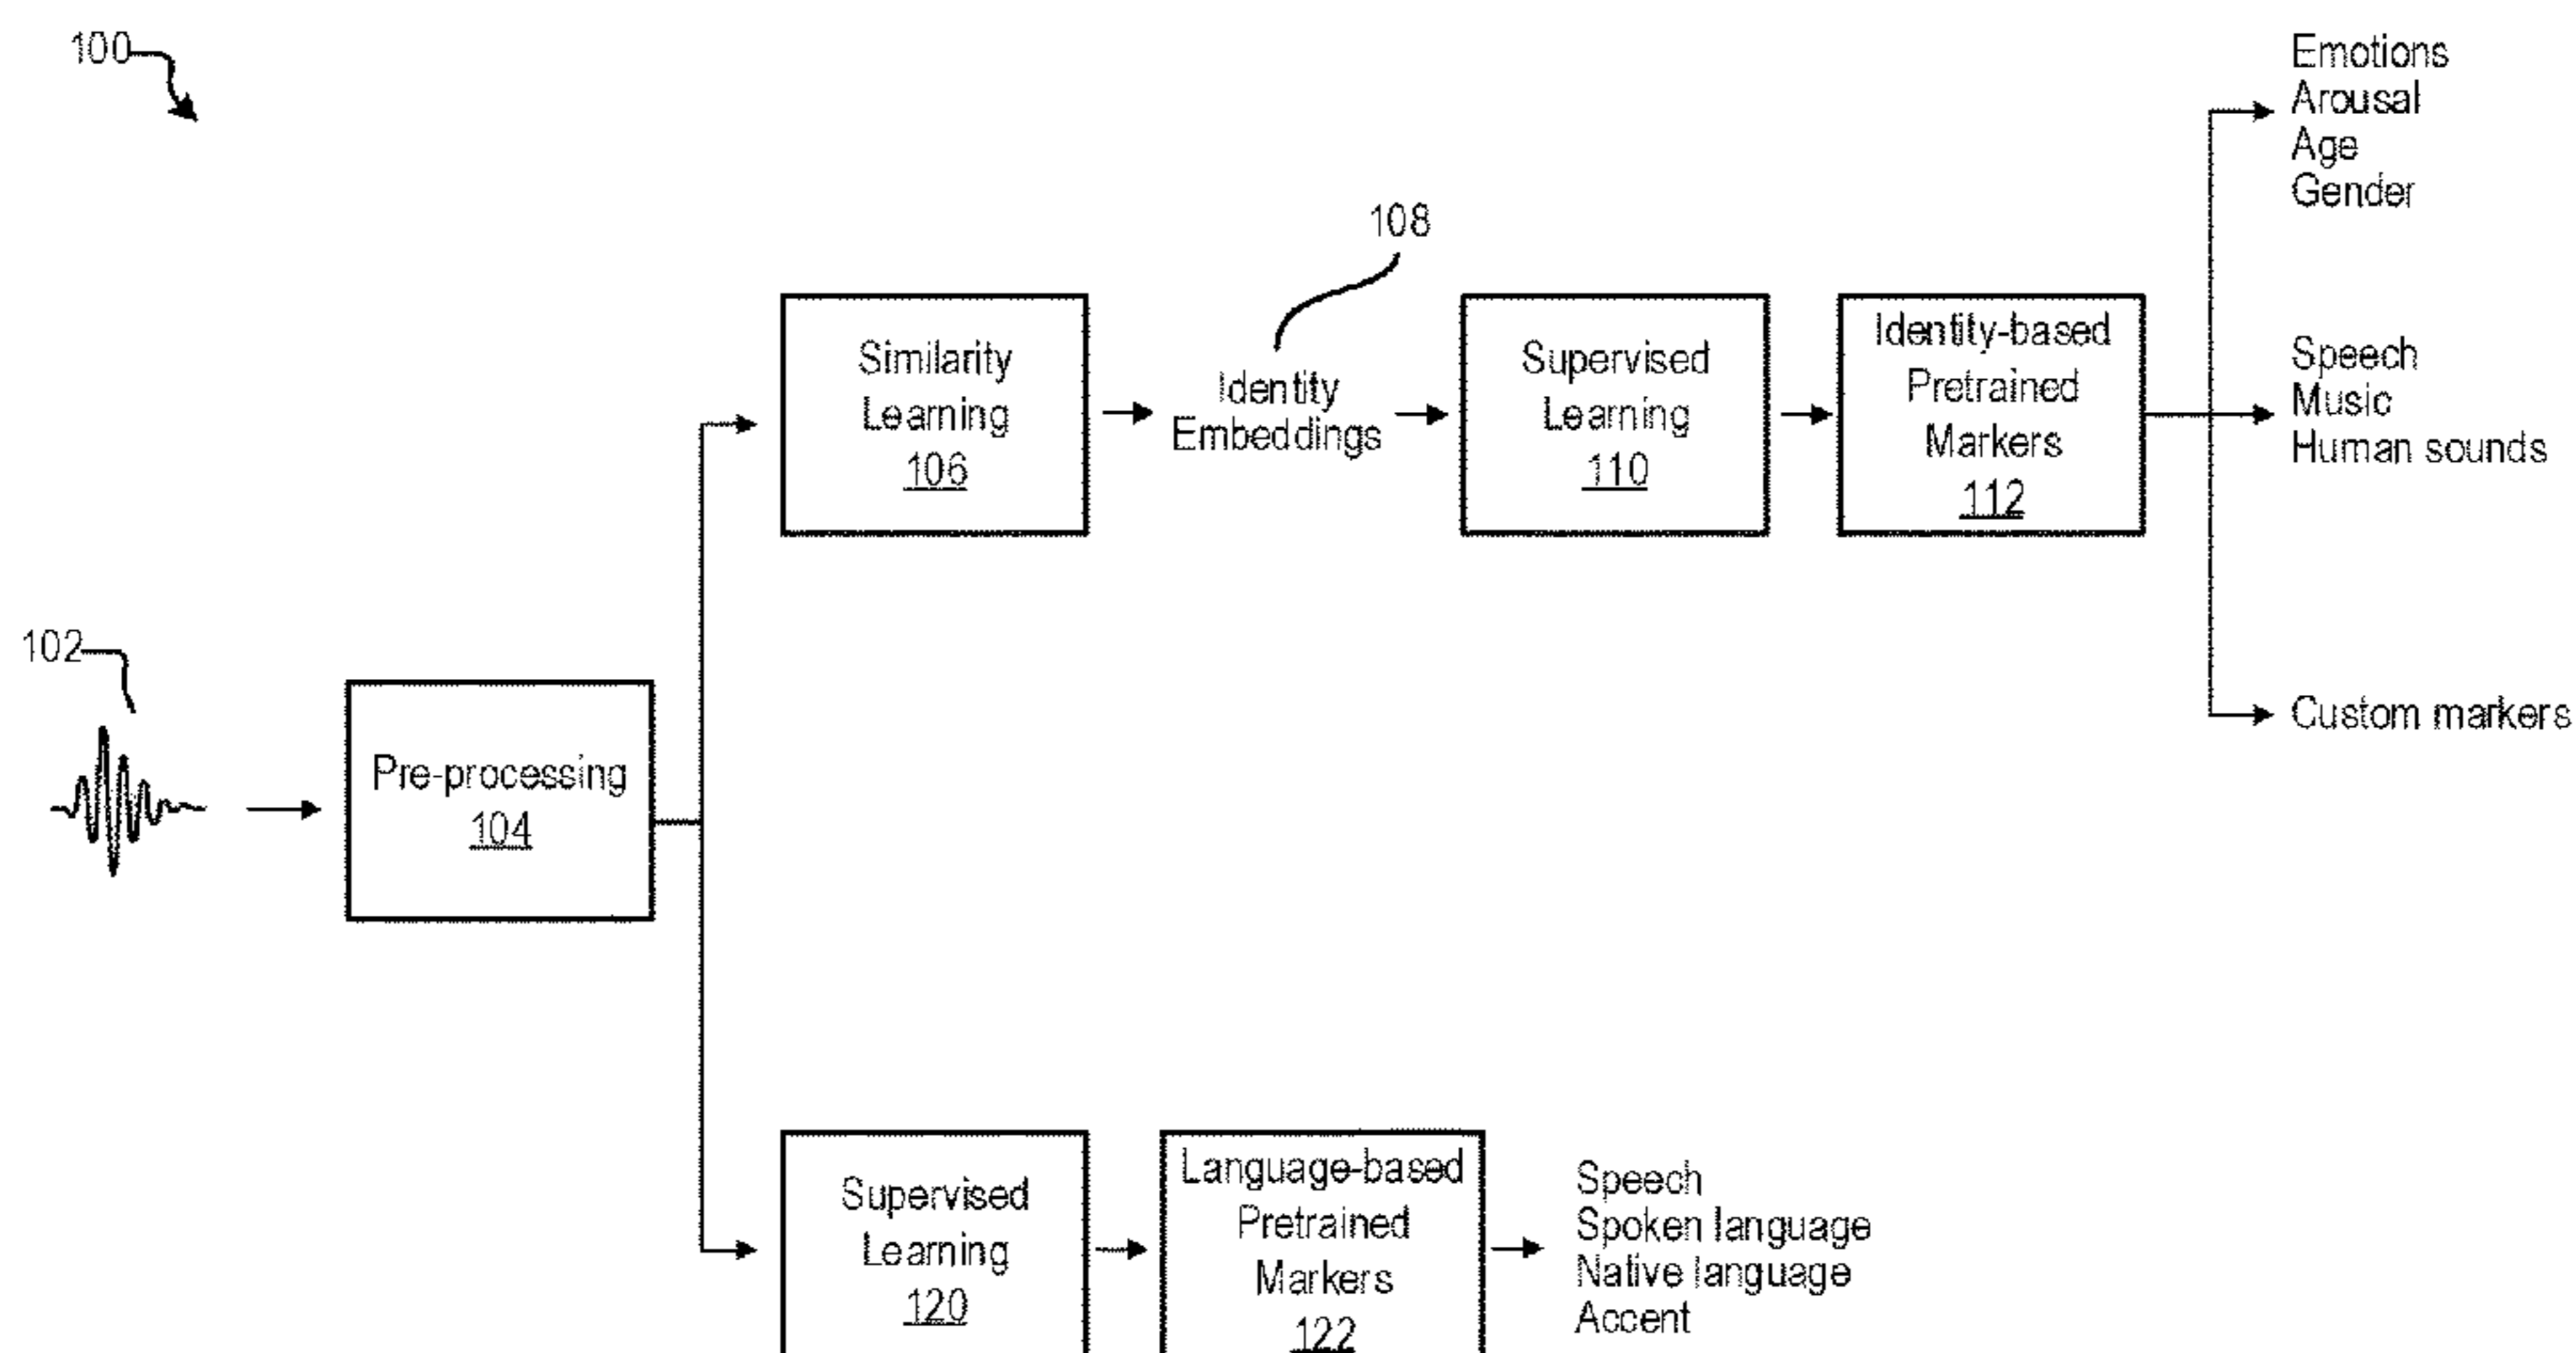 100
Emotions
Arousal
Age
Gender
108
Similarity
Learning
106
Identity
Embeddings
Supervised
Learning
110
Identity-based
Pretrained
Markers
112
Speech
Music
Human sounds
102
Pre-processing
104
Custom markers
Supervised
Learning
120
Language-based
Pretrained
Markers
122
Speech
Spoken language
Native language
Accent